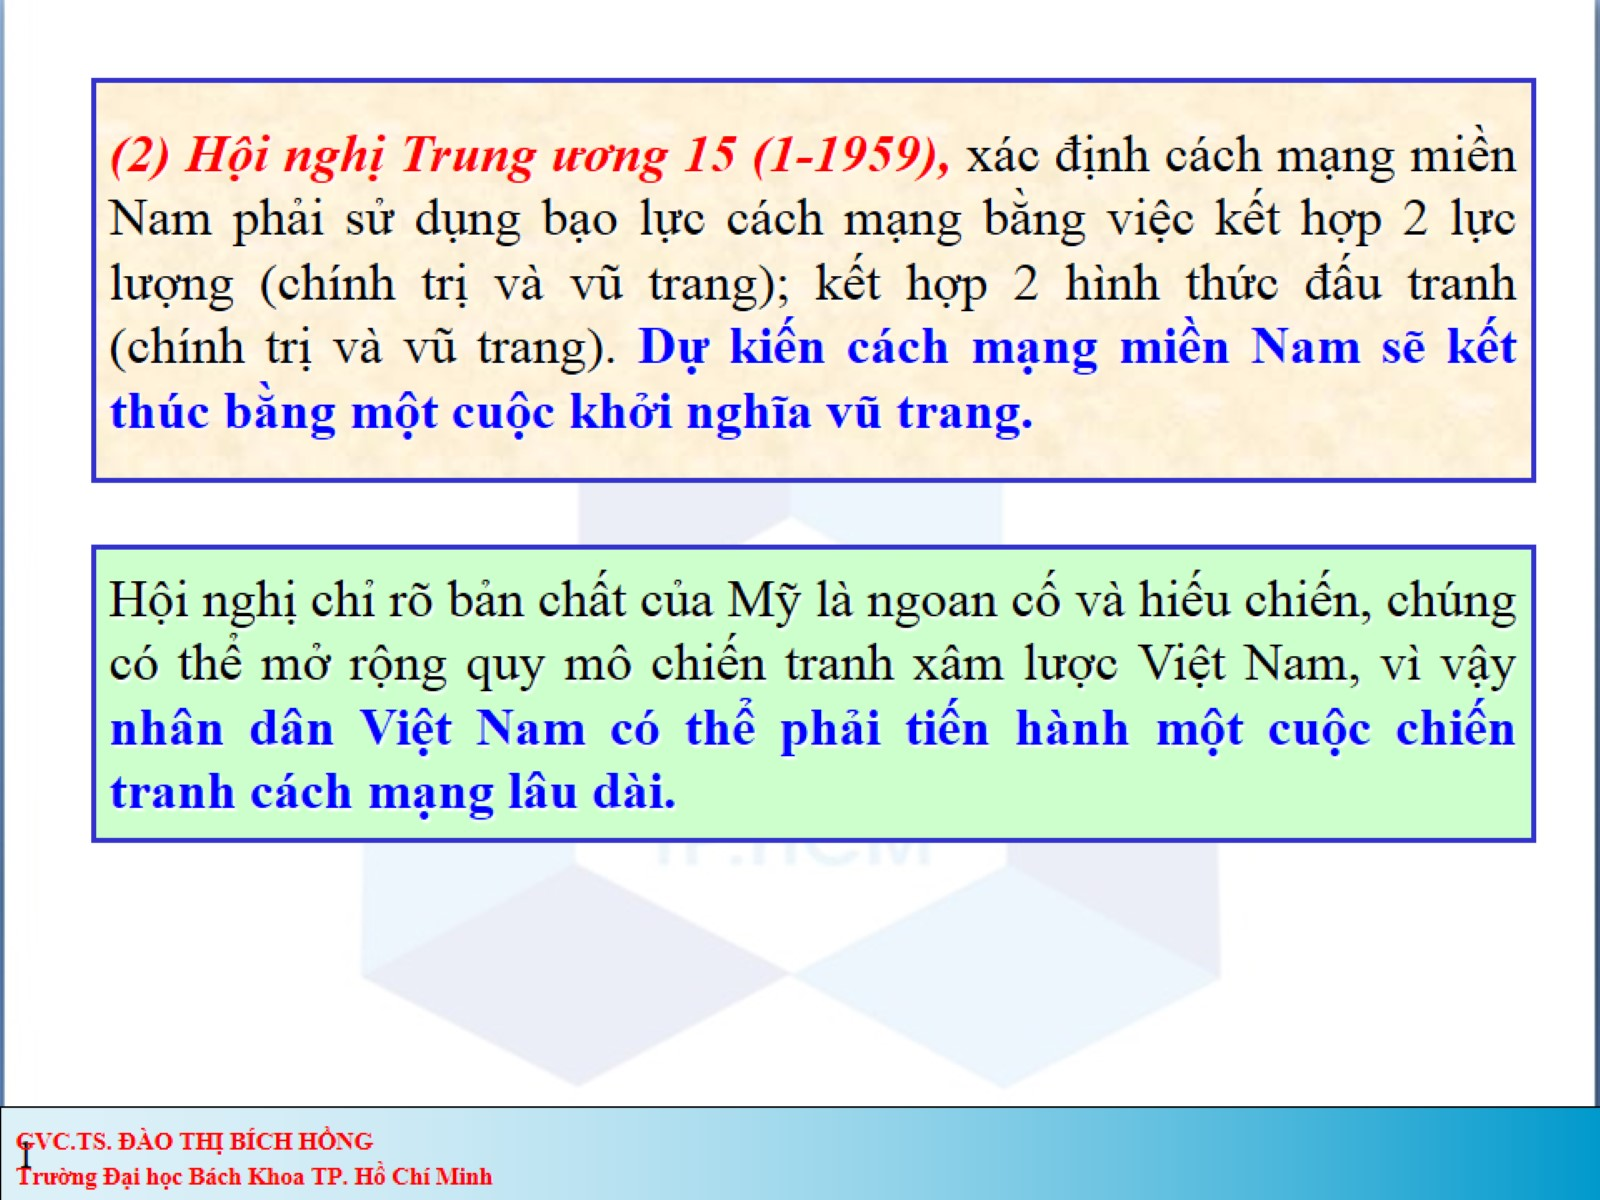 (2) Hội nghị Trung ương 15 (1-1959), xác định cách mạng miền
Nam phải sử dụng bạo lực cách mạng bằng việc kết hợp 2 lực
lượng (chính trị và vũ trang); kết hợp 2 hình thức đấu tranh
(chính trị và vũ trang). Dự kiến cách mạng miền Nam sẽ kết
thúc bằng một cuộc khởi nghĩa vũ trang.
Hội nghị chỉ rõ bản chất của Mỹ là ngoan cố và hiếu chiến, chúng
có thể mở rộng quy mô chiến tranh xâm lược Việt Nam, vì vậy
nhân dân Việt Nam có thể phải tiến hành một cuộc chiến
tranh cách mạng lâu dài.
TP.HCM
GVC.TS. ĐÀO THỊ BÍCH HỒNG
1
Trường Đại học Bách Khoa TP. Hồ Chí Minh